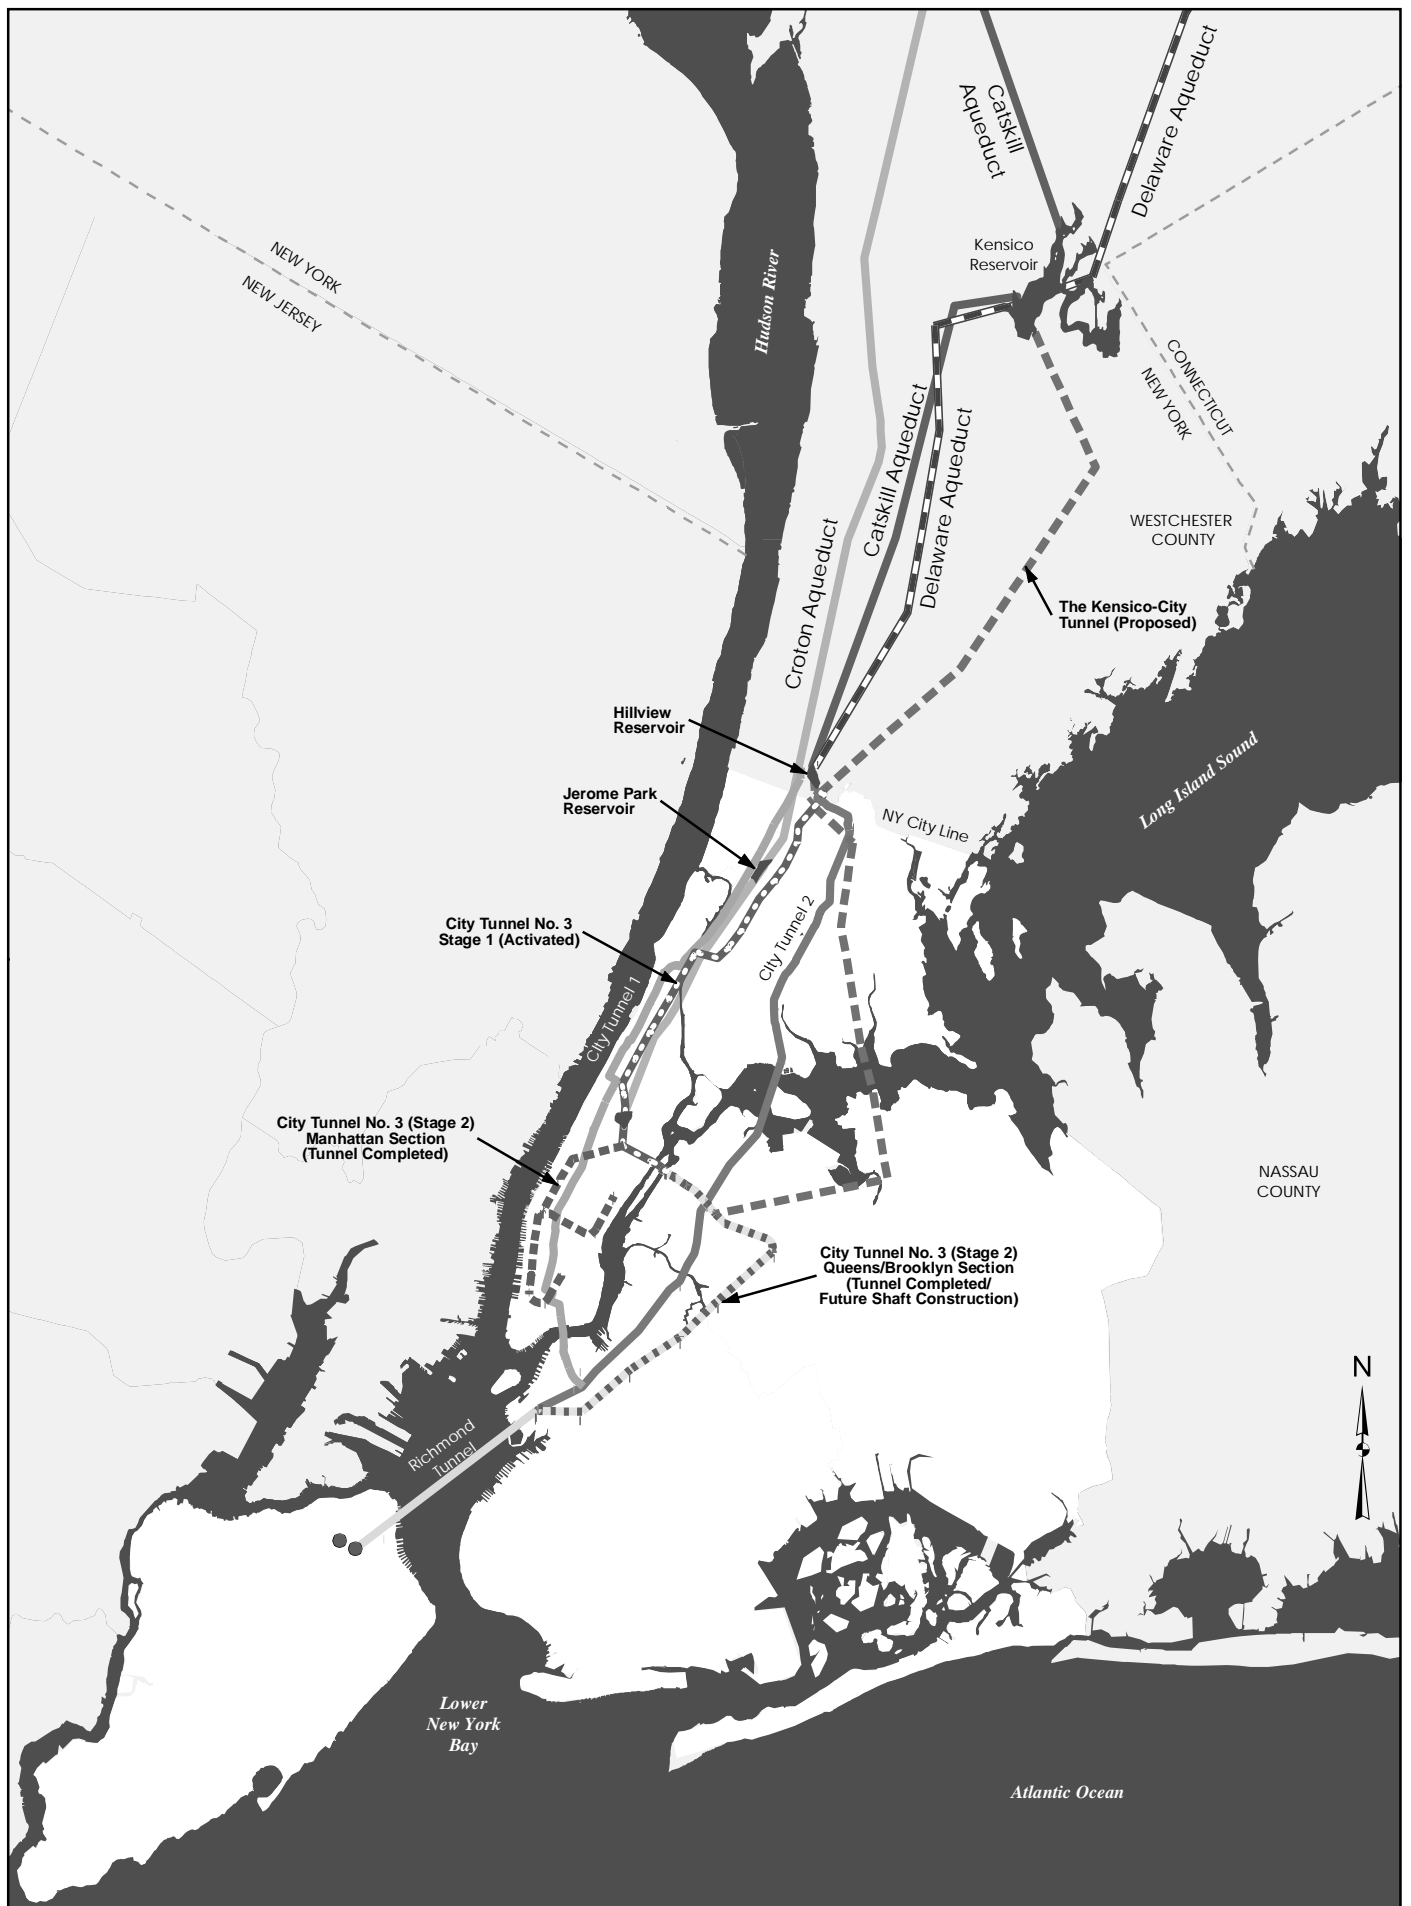 Catskill
Aqueduct
Delaware Aqueduct
Kensico
Reservoir
NEW YORK
NEW JERSEY
Hudson River
CONNECTICUT
NEW YORK
Catskill Aqueduct
Delaware Aqueduct
Croton Aqueduct
WESTCHESTER
COUNTY
The Kensico-City
Tunnel (Proposed)
Hillview
Reservoir
Long Island Sound
Jerome Park
Reservoir
NY City Line
City Tunnel No. 3
Stage 1 (Activated)
City Tunnel 2
City Tunnel 1
City Tunnel No. 3 (Stage 2)
Manhattan Section
(Tunnel Completed)
NASSAU
COUNTY
City Tunnel No. 3 (Stage 2)
Queens/Brooklyn Section
(Tunnel Completed/
Future Shaft Construction)
N
Richmond
Tunnel
Lower
New York
Bay
Atlantic Ocean